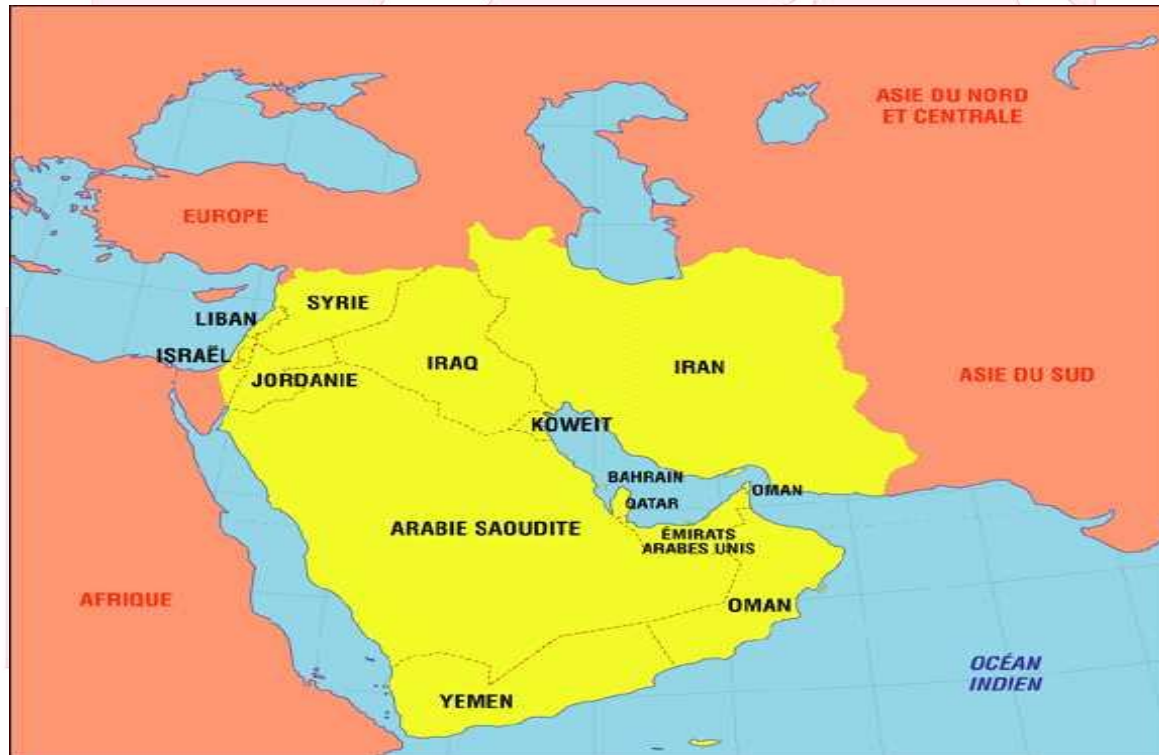 ASIE DU NORD
ET CENTRALE
EUROPE
SYRIE
LIBAN
ISRAËL
JORDANIE
IRAQ
IRAN
ASIE DU SUD
KOWEIT
BAHRAIN
QATAR
OMAN
ARABIE SAOUDITE
ÉMIRATS
ARABES UNIS
AFRIQUE
OMAN
OCÉAN
INDIEN
YEMEN